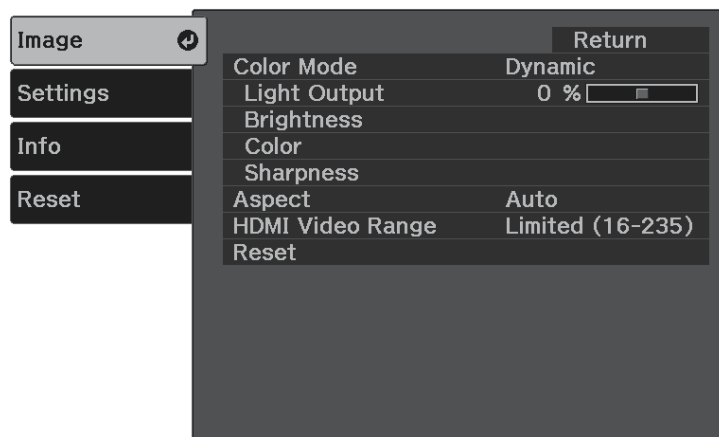 Image
Settings
Info
Reset
Return
Color Mode Dynamic
Light Output 0 %
Brightness
Color
Sharpness
Aspect Auto
HDMI Video Range Limited (16-235)
Reset